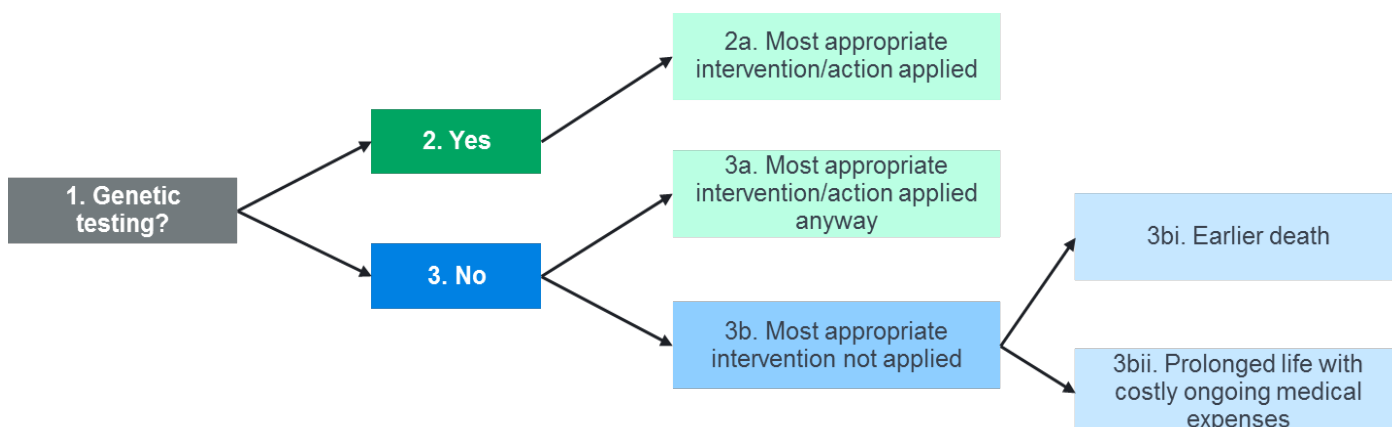 1. Genetic
testing?
2. Yes
2a. Most appropriate
intervention/action applied
3. No
3a. Most appropriate
intervention/action applied
anyway
3b. Most appropriate
intervention not applied
3bi. Earlier death
3bii. Prolonged life with
costly ongoing medical
expenses